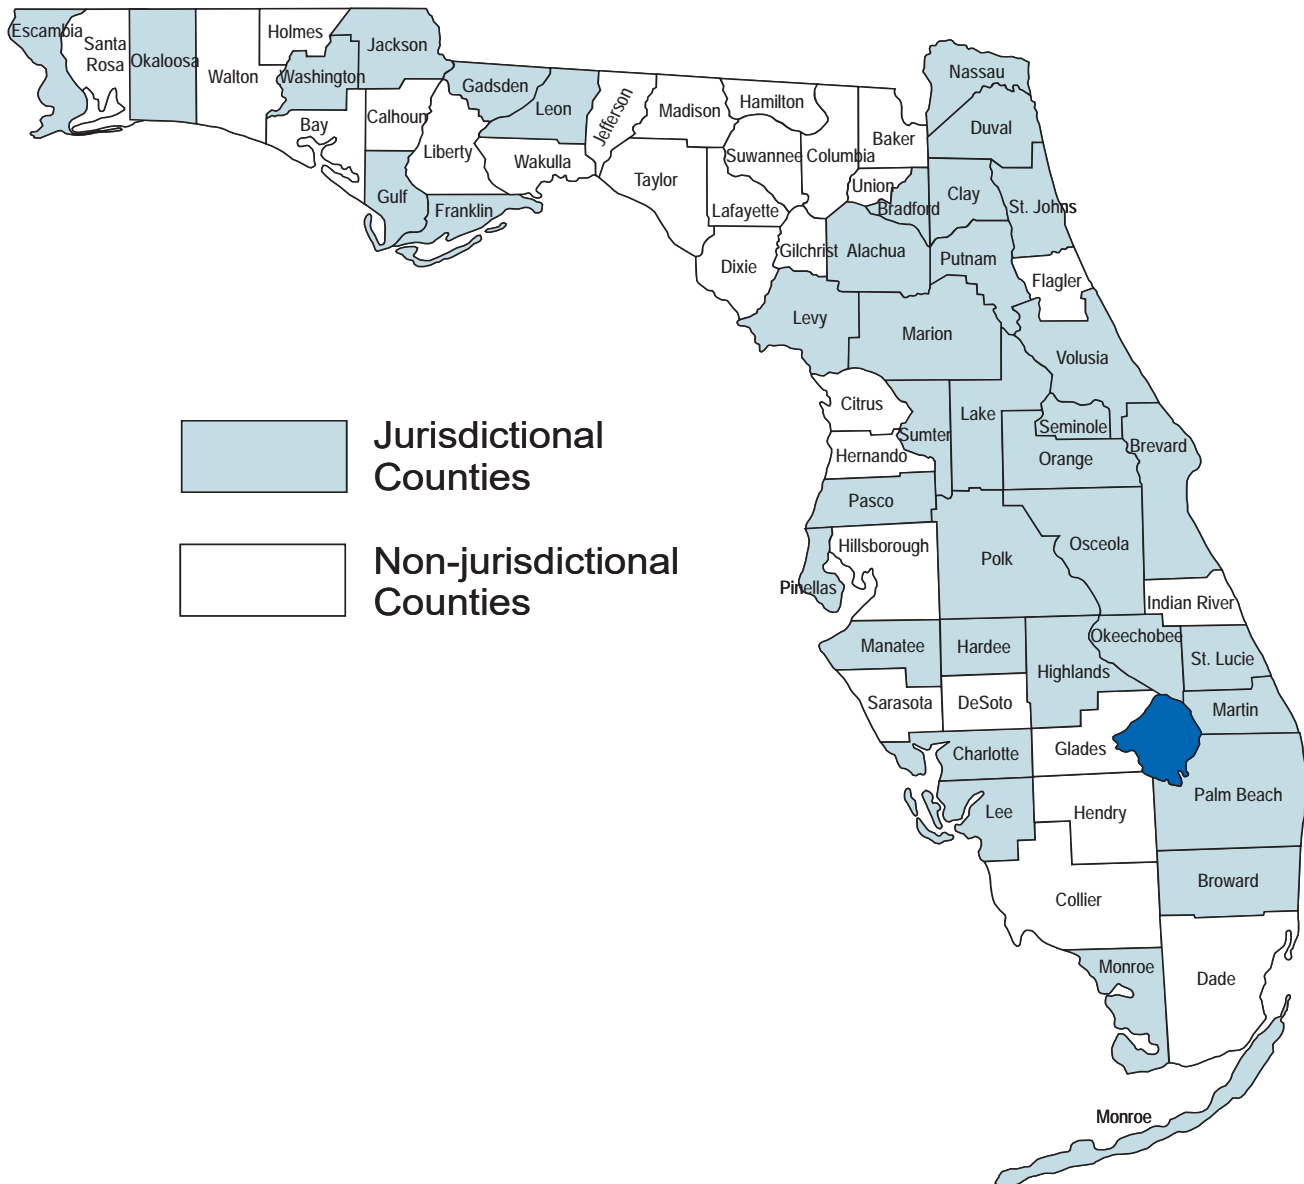 Escambia
Santa
Rosa
Okaloosa
Walton
Holmes
Washington
Jackson
Bay
Calhoun
Gulf
Liberty
Gadsden
Leon
Franklin
Wakulla
Jefferson
Madison
Taylor
Hamilton
Suwannee
Lafayette
Dixie
Columbia
Gilchrist
Baker
Union
Bradford
Alachua
Nassau
Duval
Clay
St. Johns
Putnam
Flagler
Levy
Marion
Volusia
Citrus
Sumter
Lake
Seminole
Orange
Brevard
Hernando
Pasco
Hillsborough
Pinellas
Polk
Osceola
Indian River
Manatee
Hardee
Highlands
Okeechobee
St. Lucie
Sarasota
DeSoto
Martin
Charlotte
Glades
Lee
Hendry
Palm Beach
Collier
Broward
Monroe
Dade
Monroe
Jurisdictional
Counties
Non-jurisdictional
Counties